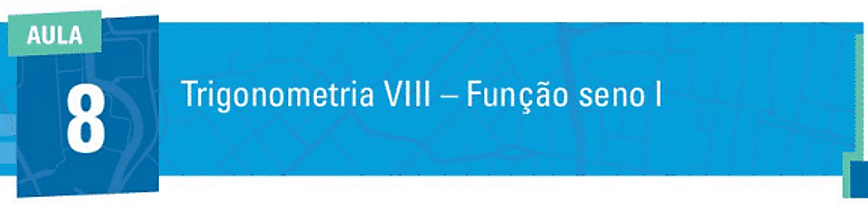 AULA
8
Trigonometria VIII – Função seno I